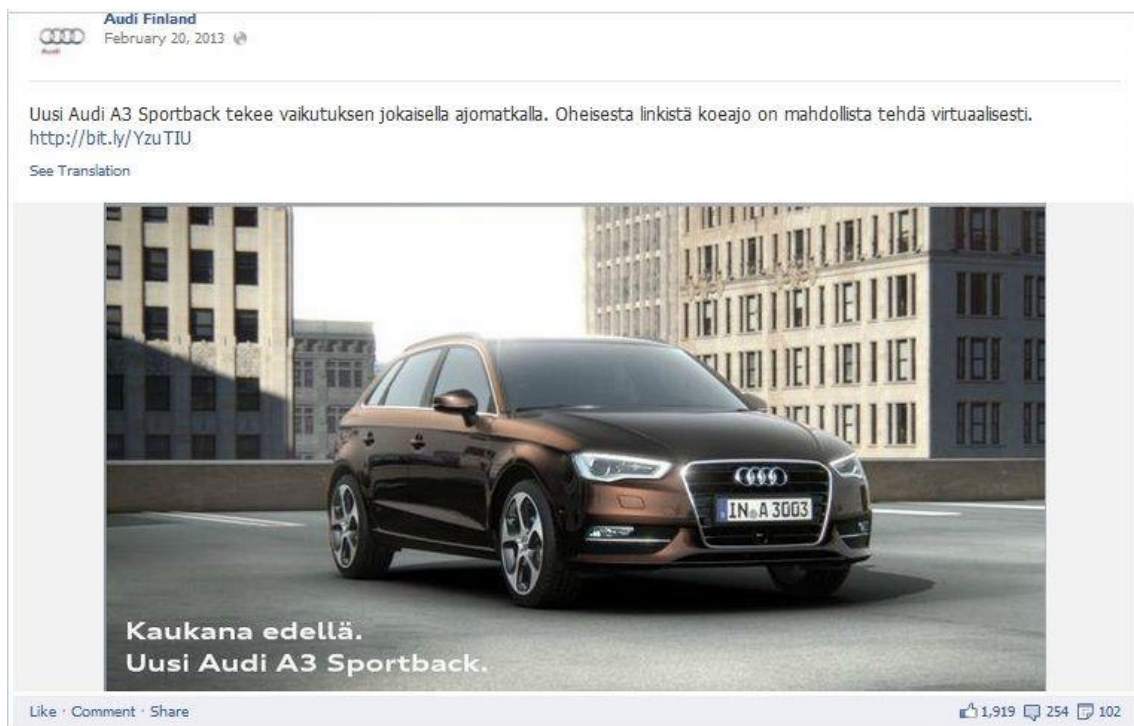 Audi Finland
February 20, 2013
Audi
Uusi Audi A3 Sportback tekee vaikutuksen jokaisella ajomatkalla. Oheisesta linkistä koeajo on mahdollista tehdä virtuaalisesti.
http://bit.ly/YzuTIU
See Translation
IN A 3003
Kaukana edellä.
Uusi Audi A3 Sportback.
Like · Comment · Share 1,919 254 102